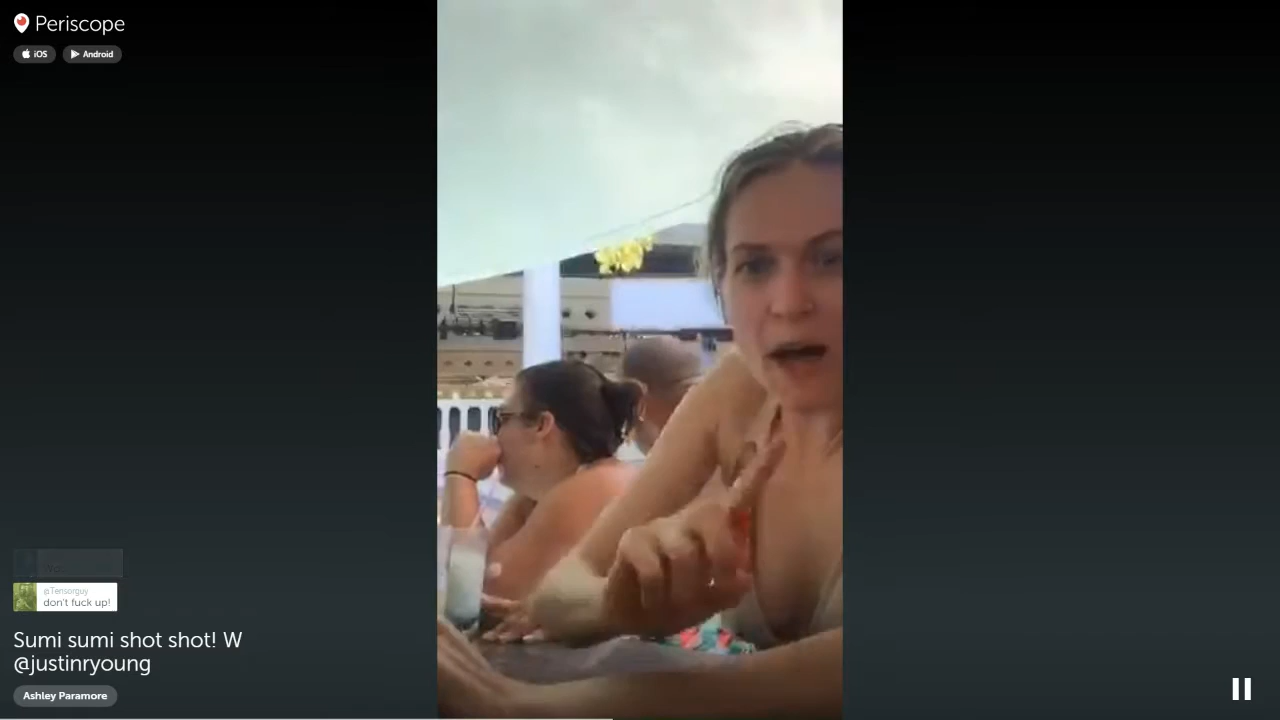 Periscope
iOS
Android
@Tensorguy
don't fuck up!
Sumi sumi shot shot! W
@justinryoung
Ashley Paramore